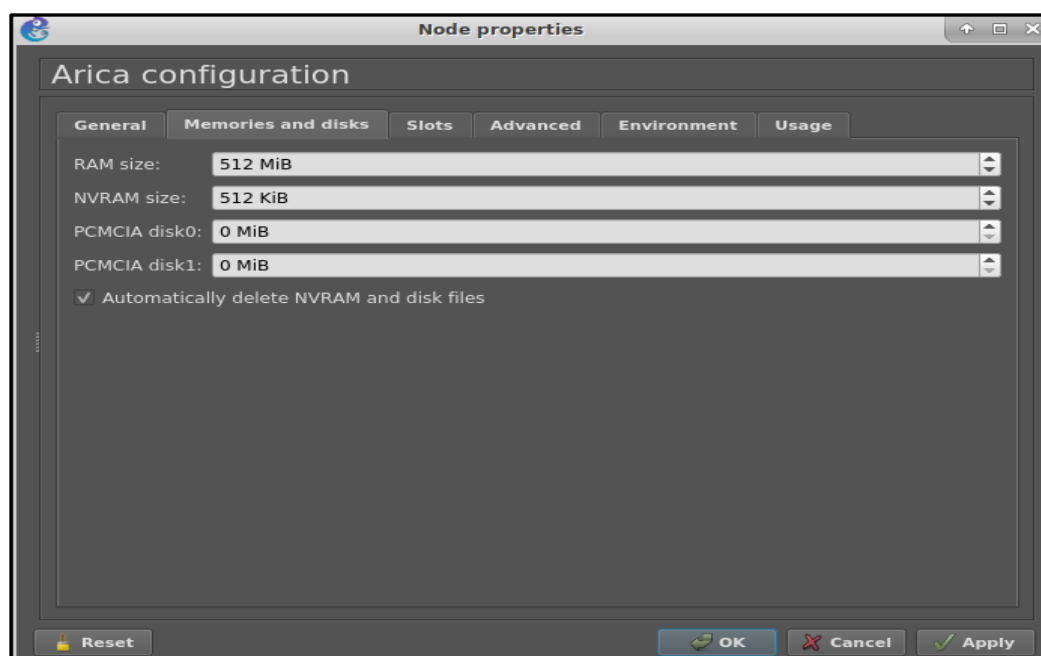 Node properties
Arica configuration
General Memories and disks Slots Advanced Environment Usage
RAM size: 512 MiB
NVRAM size: 512 KiB
PCMCIA disk0: 0 MiB
PCMCIA disk1: 0 MiB
Automatically delete NVRAM and disk files
Reset OK Cancel Apply